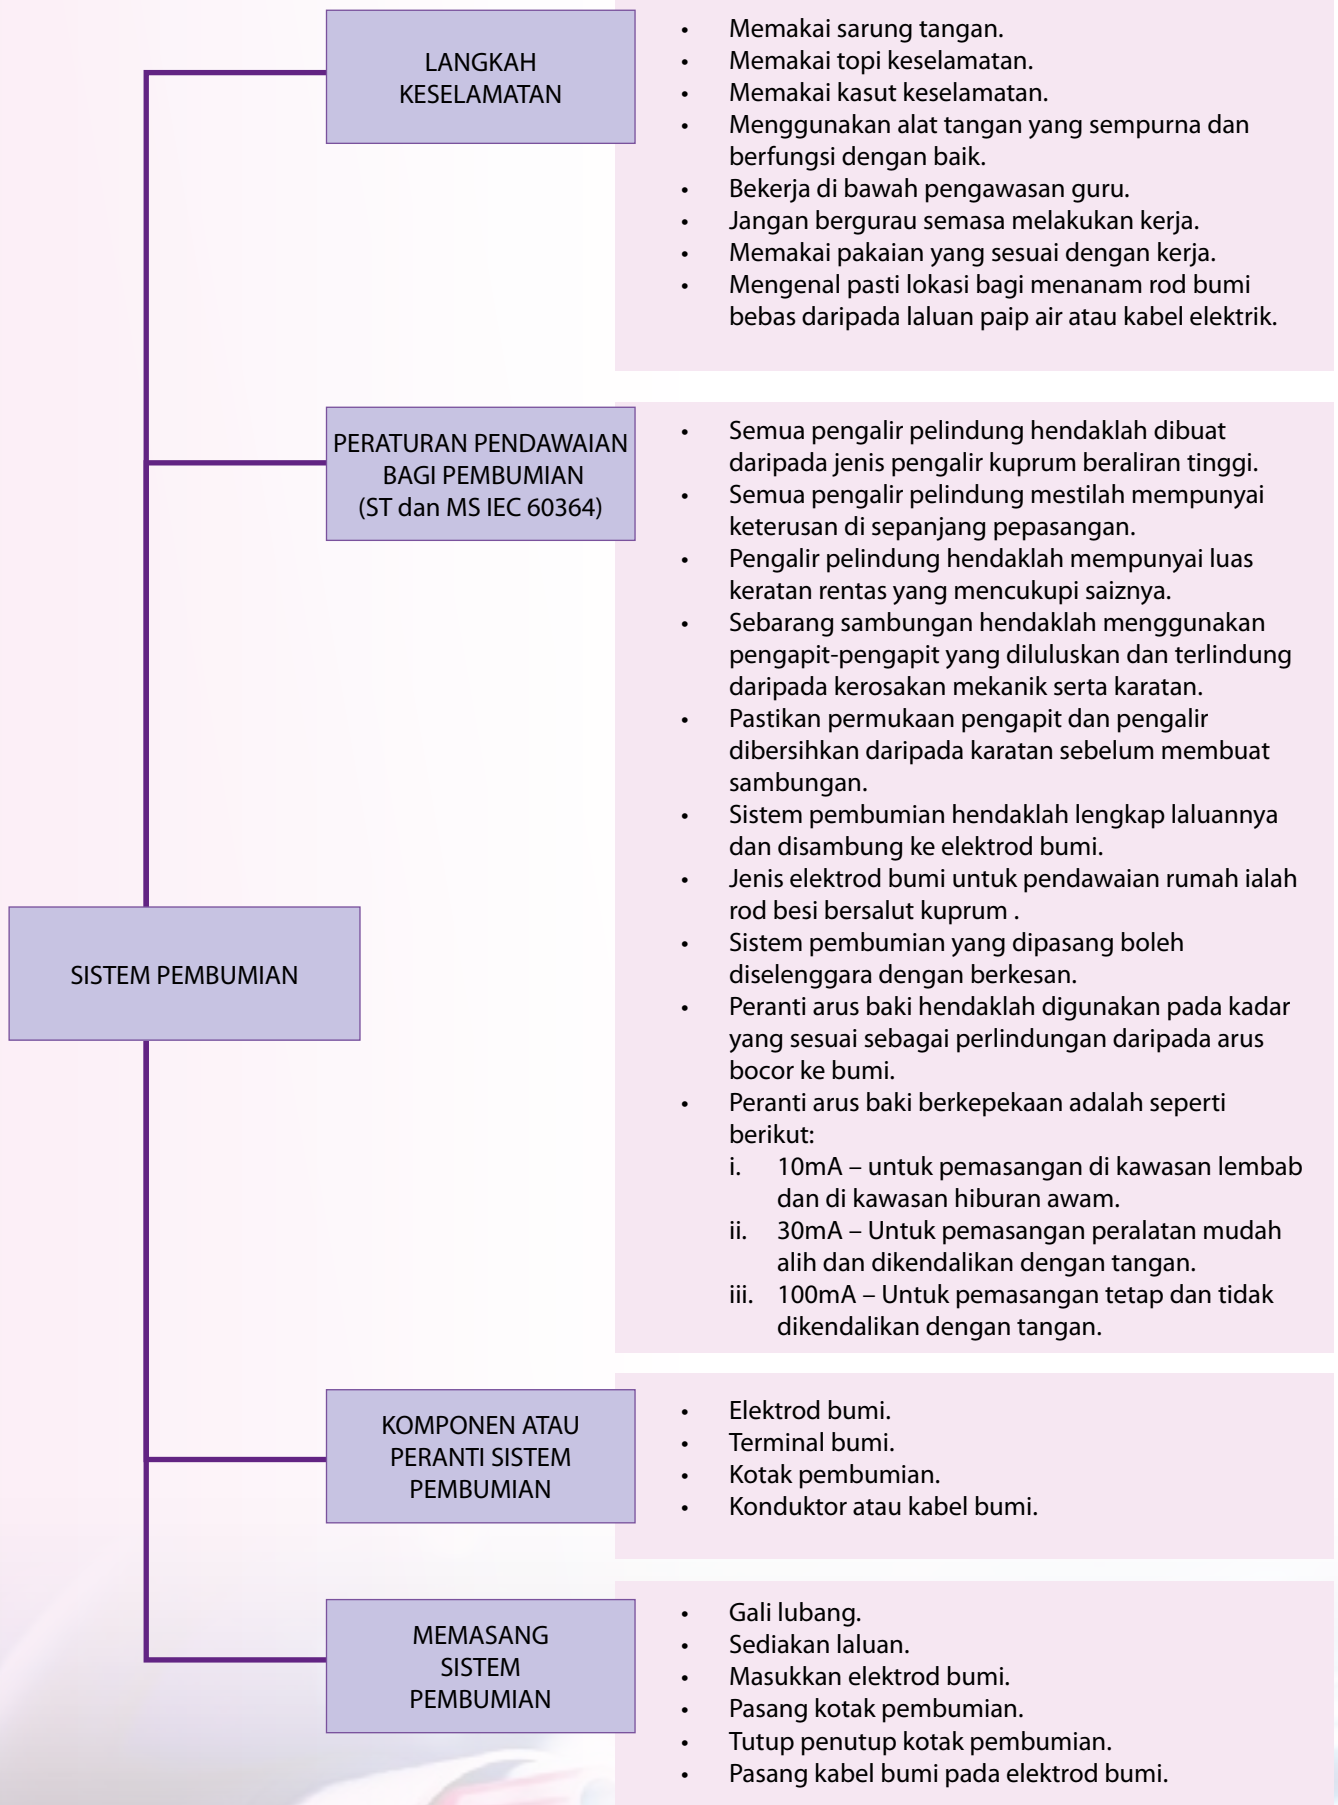 LANGKAH
KESELAMATAN
• Memakai sarung tangan.
• Memakai topi keselamatan.
• Memakai kasut keselamatan.
• Menggunakan alat tangan yang sempurna dan
berfungsi dengan baik.
• Bekerja di bawah pengawasan guru.
• Jangan bergurau semasa melakukan kerja.
• Memakai pakaian yang sesuai dengan kerja.
• Mengenal pasti lokasi bagi menanam rod bumi
bebas daripada laluan paip air atau kabel elektrik.
PERATURAN PENDAWAIAN
BAGI PEMBUMIAN
(ST dan MS IEC 60364)
• Semua pengalir pelindung hendaklah dibuat
daripada jenis pengalir kuprum beraliran tinggi.
• Semua pengalir pelindung mestilah mempunyai
keterusan di sepanjang pepasangan.
• Pengalir pelindung hendaklah mempunyai luas
keratan rentas yang mencukupi saiznya.
• Sebarang sambungan hendaklah menggunakan
pengapit-pengapit yang diluluskan dan terlindung
daripada kerosakan mekanik serta karatan.
• Pastikan permukaan pengapit dan pengalir
dibersihkan daripada karatan sebelum membuat
sambungan.
• Sistem pembumian hendaklah lengkap laluannya
dan disambung ke elektrod bumi.
• Jenis elektrod bumi untuk pendawaian rumah ialah
rod besi bersalut kuprum .
• Sistem pembumian yang dipasang boleh
diselenggara dengan berkesan.
• Peranti arus baki hendaklah digunakan pada kadar
yang sesuai sebagai perlindungan daripada arus
bocor ke bumi.
• Peranti arus baki berkepekaan adalah seperti
berikut:
i. 10mA – untuk pemasangan di kawasan lembab
dan di kawasan hiburan awam.
ii. 30mA – Untuk pemasangan peralatan mudah
alih dan dikendalikan dengan tangan.
iii. 100mA – Untuk pemasangan tetap dan tidak
dikendalikan dengan tangan.
SISTEM PEMBUMIAN
KOMPONEN ATAU
PERANTI SISTEM
PEMBUMIAN
• Elektrod bumi.
• Terminal bumi.
• Kotak pembumian.
• Konduktor atau kabel bumi.
MEMASANG
SISTEM
PEMBUMIAN
• Gali lubang.
• Sediakan laluan.
• Masukkan elektrod bumi.
• Pasang kotak pembumian.
• Tutup penutup kotak pembumian.
• Pasang kabel bumi pada elektrod bumi.